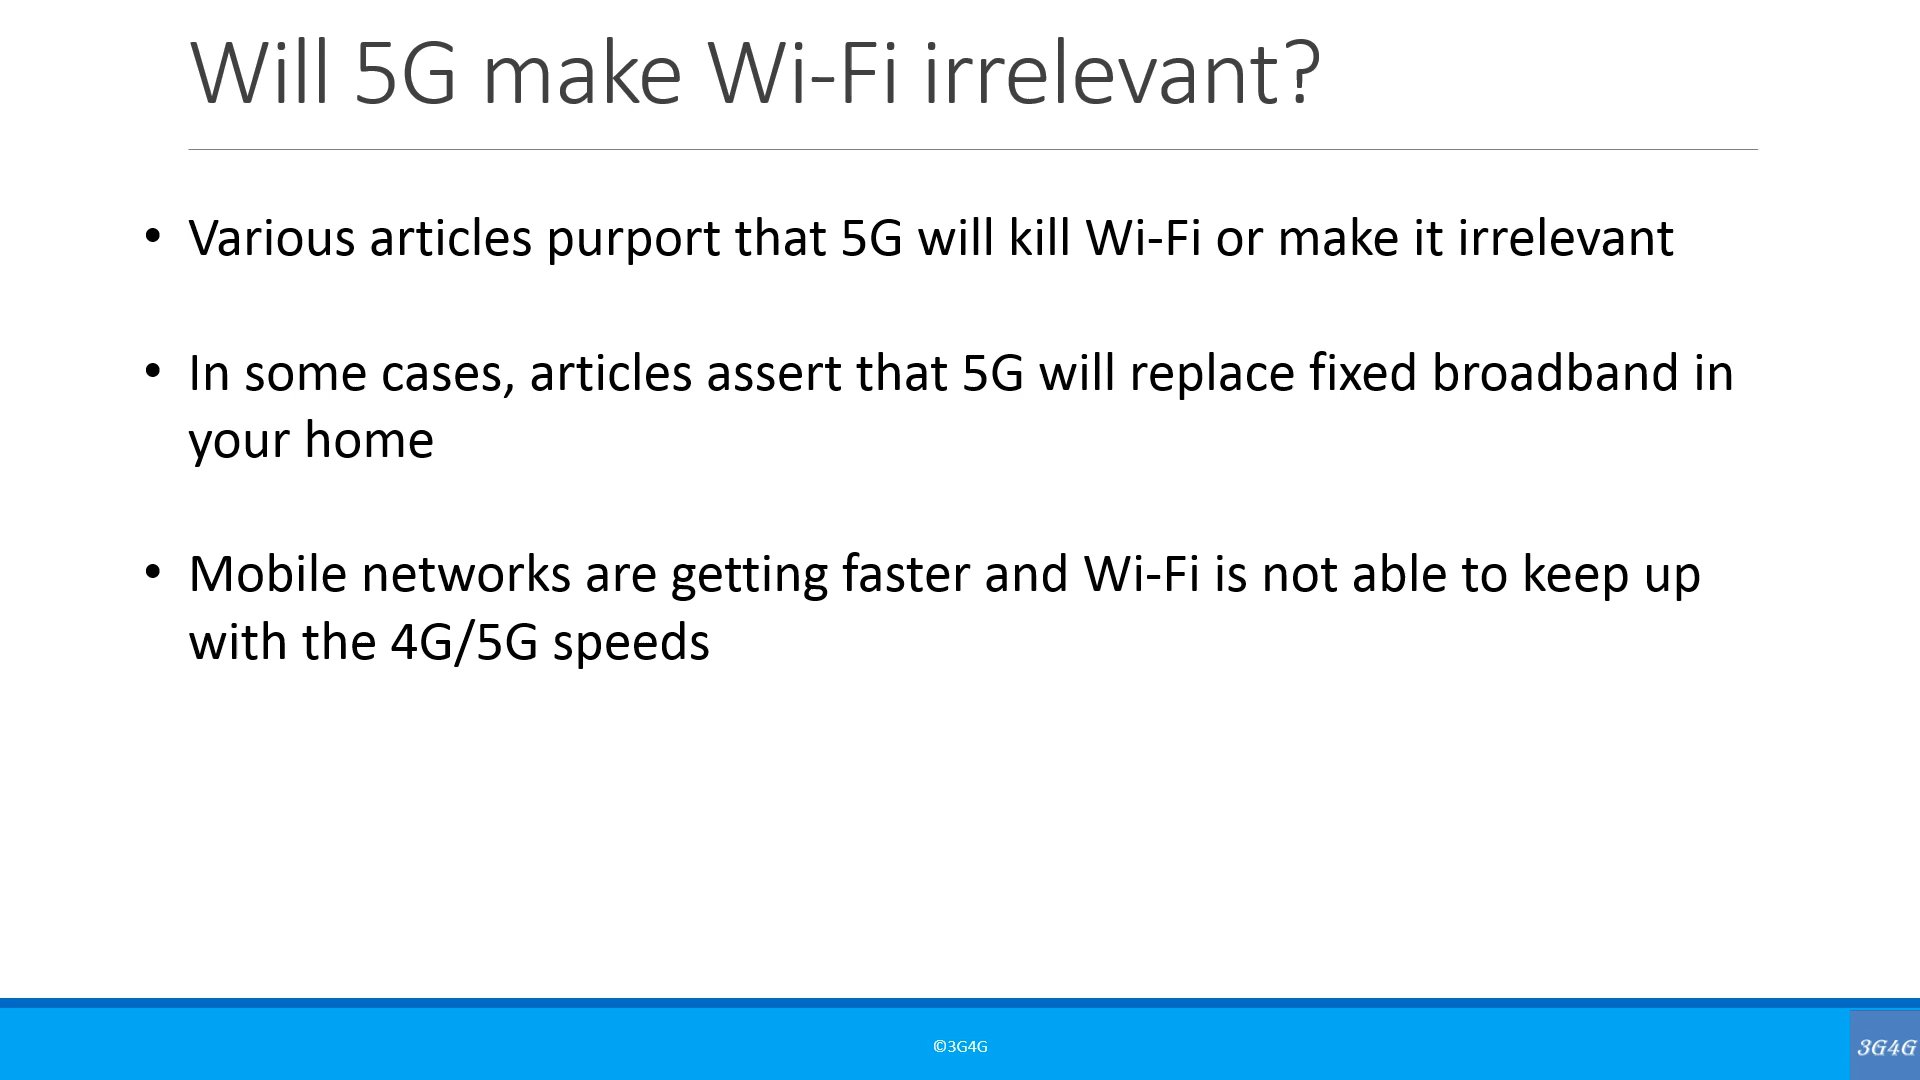 Will 5G make Wi-Fi irrelevant?
• Various articles purport that 5G will kill Wi-Fi or make it irrelevant
• In some cases, articles assert that 5G will replace fixed broadband in
your home
• Mobile networks are getting faster and Wi-Fi is not able to keep up
with the 4G/5G speeds
©3G4G
3G4G